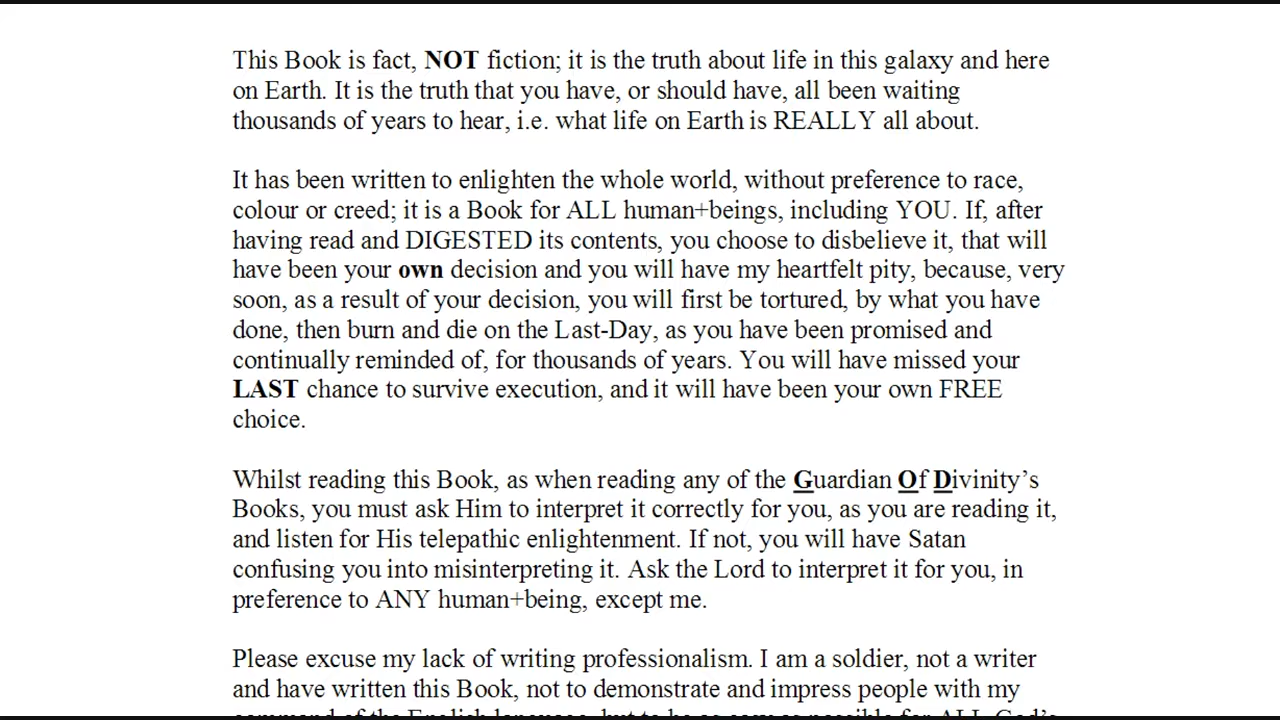 This Book is fact, NOT fiction; it is the truth about life in this galaxy and here
on Earth. It is the truth that you have, or should have, all been waiting
thousands of years to hear, i.e. what life on Earth is REALLY all about.
It has been written to enlighten the whole world, without preference to race,
colour or creed; it is a Book for ALL human+beings, including YOU. If, after
having read and DIGESTED its contents, you choose to disbelieve it, that will
have been your own decision and you will have my heartfelt pity, because, very
soon, as a result of your decision, you will first be tortured, by what you have
done, then burn and die on the Last-Day, as you have been promised and
continually reminded of, for thousands of years. You will have missed your
LAST chance to survive execution, and it will have been your own FREE
choice.
Whilst reading this Book, as when reading any of the Guardian Of Divinity’s
Books, you must ask Him to interpret it correctly for you, as you are reading it,
and listen for His telepathic enlightenment. If not, you will have Satan
confusing you into misinterpreting it. Ask the Lord to interpret it for you, in
preference to ANY human+being, except me.
Please excuse my lack of writing professionalism. I am a soldier, not a writer
and have written this Book, not to demonstrate and impress people with my